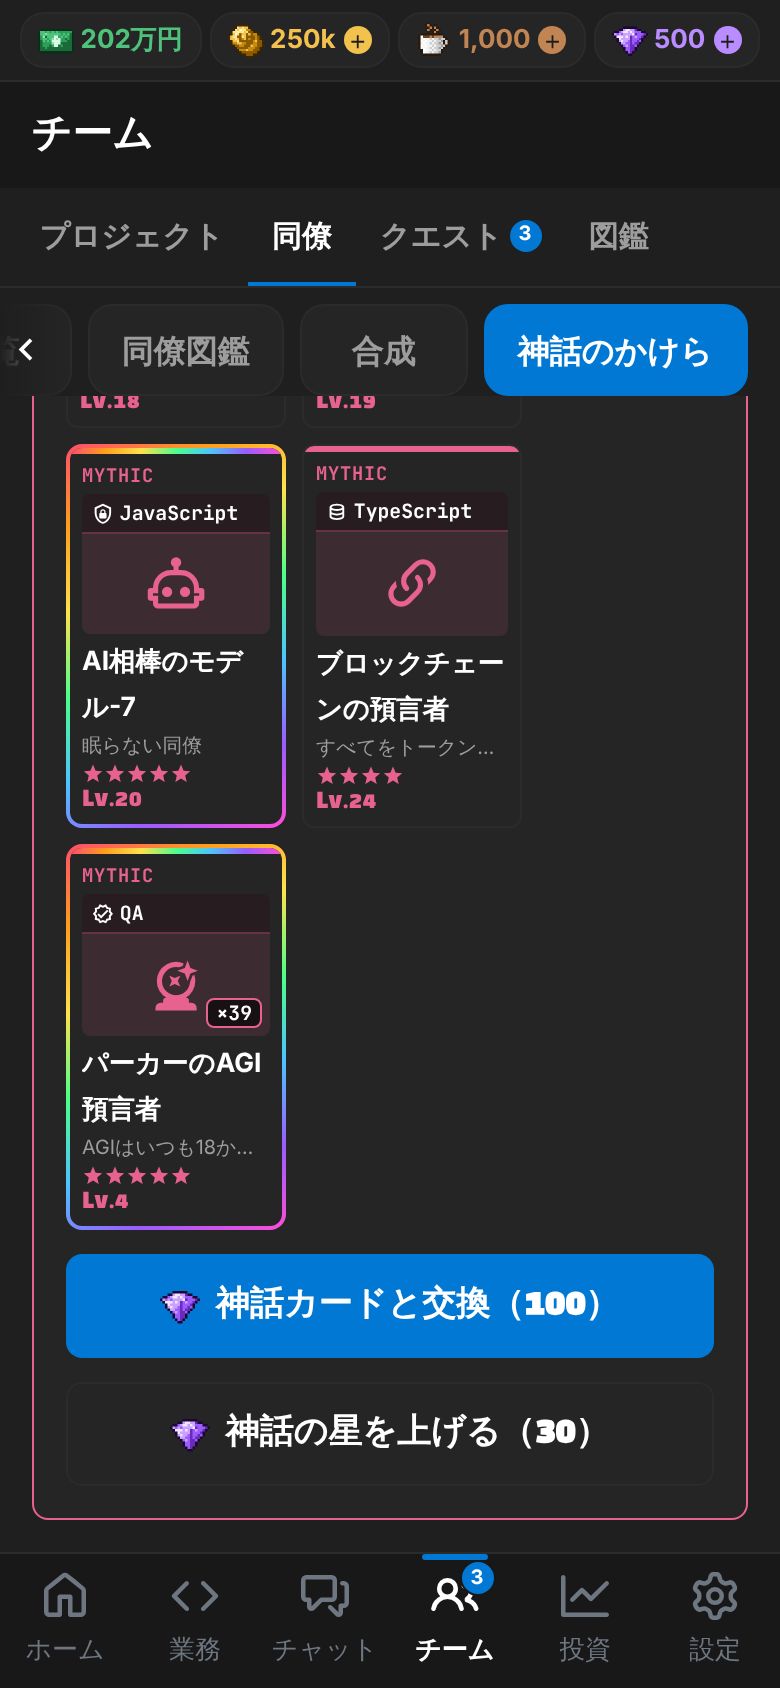 202万円
250k
1,000
500
チーム
プロジェクト
同僚
クエスト 3
図鑑
同僚図鑑
合成
神話のかけら
Lv.18
Lv.19
MYTHIC
JavaScript
AI相棒のモデ
ル-7
眠らない同僚
★★★★★
Lv.20
MYTHIC
TypeScript
ブロックチェー
ンの預言者
すべてをトークン...
★★★★
Lv.24
MYTHIC
QA
×39
パーカーのAGI
預言者
AGIはいつも18か...
★★★★★
Lv.4
神話カードと交換（100）
神話の星を上げる（30）
3
ホーム
業務
チャット
チーム
投資
設定